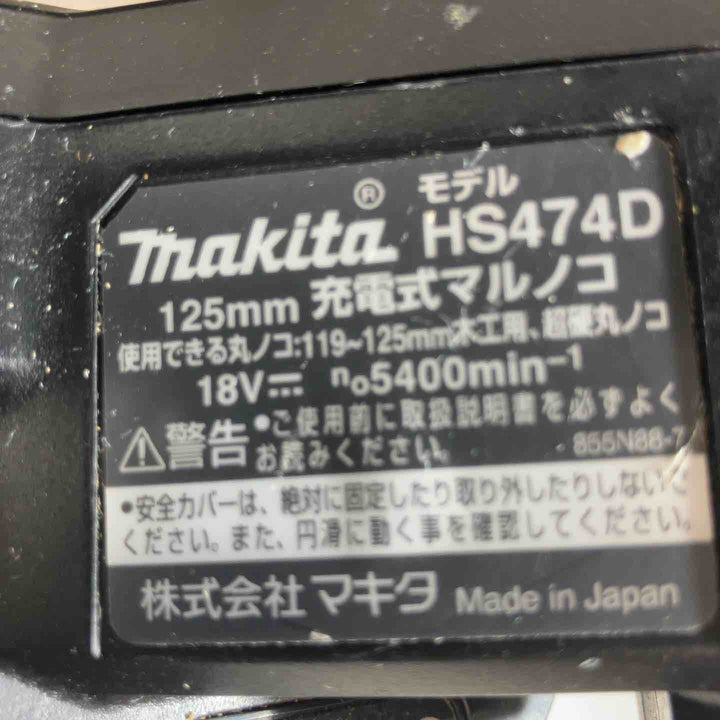 makita® モデル HS474D
125mm 充電式マルノコ
使用できる丸ノコ:119~125mm木工用、超硬丸ノコ
18V⎓ n₀5400min⁻¹
⚠警告 •ご使用前に取扱説明書を必ずよく
お読みください。 855N88-7
•安全カバーは、絶対に固定したり取り外したりしないで
ください。また、円滑に動く事を確認してください。
株式会社マキタ Made in Japan